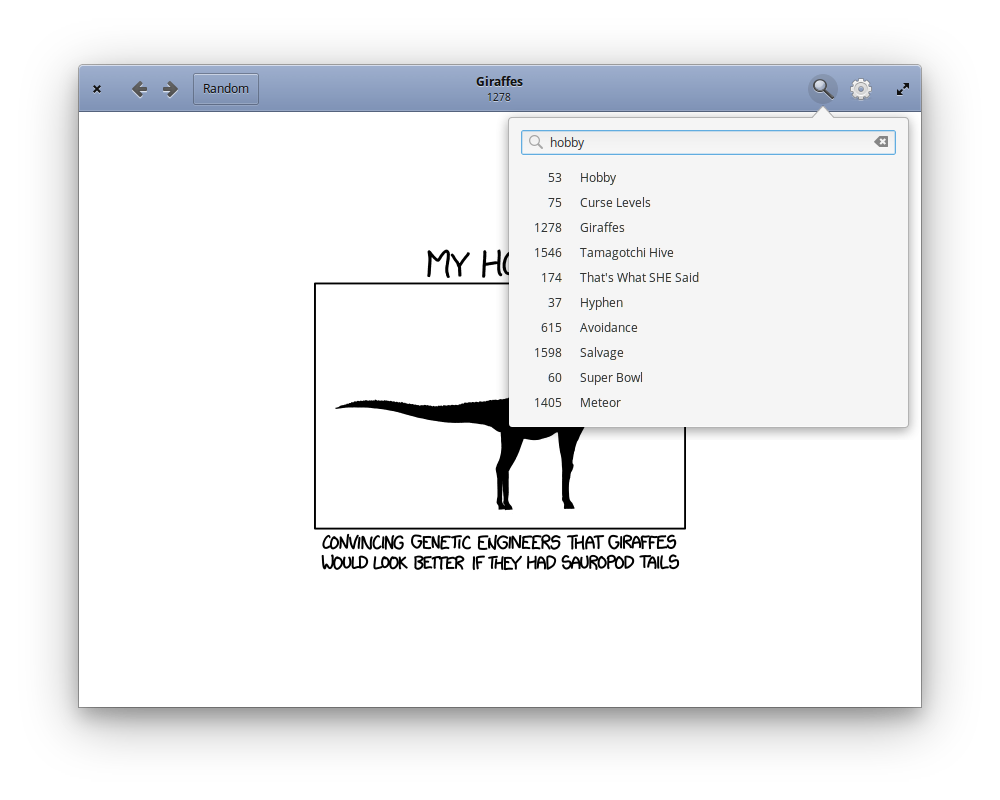 Random
Giraffes
1278
hobby
53 Hobby
75 Curse Levels
1278 Giraffes
1546 Tamagotchi Hive
174 That's What SHE Said
37 Hyphen
615 Avoidance
1598 Salvage
60 Super Bowl
1405 Meteor
MY HO
CONVINCING GENETIC ENGINEERS THAT GIRAFFES
WOULD LOOK BETTER IF THEY HAD SAUROPOD TAILS